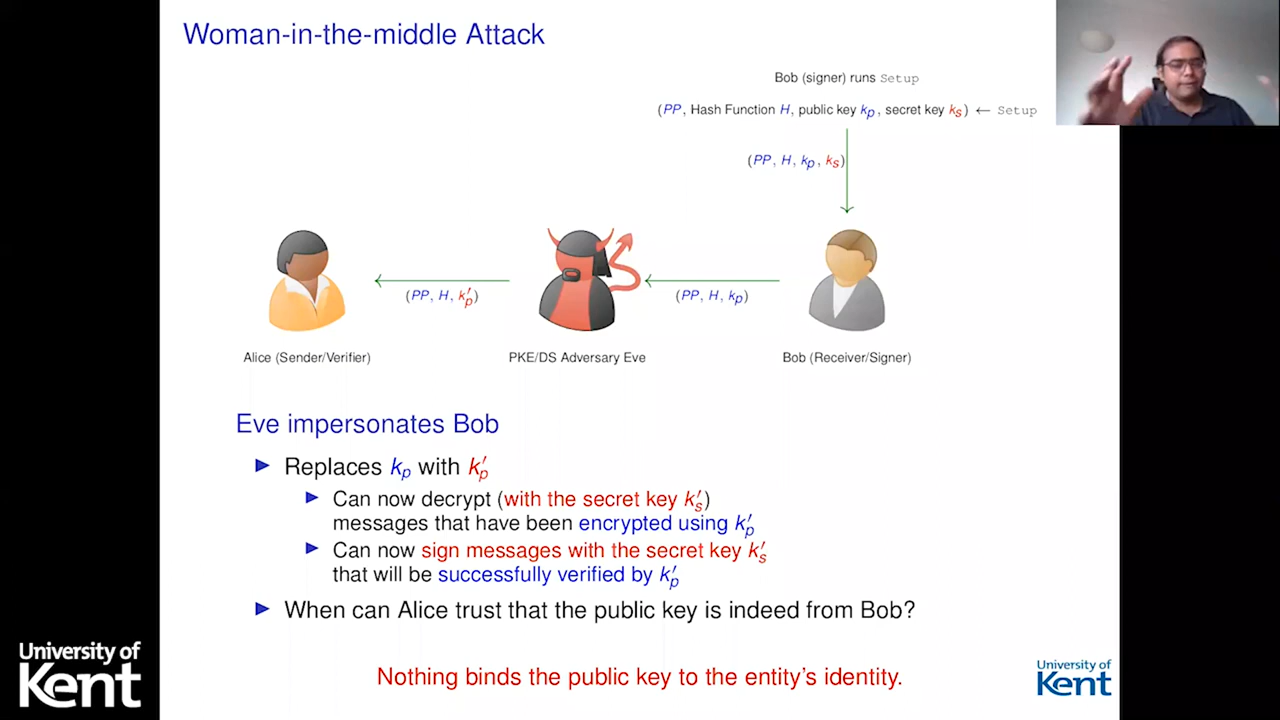 Woman-in-the-middle Attack
Bob (signer) runs Setup
(PP, Hash Function H, public key kp, secret key ks) ← Setup
(PP, H, kp, ks)
(PP, H, k′p)
(PP, H, kp)
Alice (Sender/Verifier)
PKE/DS Adversary Eve
Bob (Receiver/Signer)
Eve impersonates Bob
Replaces kp with k′p
Can now decrypt (with the secret key k′s)
messages that have been encrypted using k′p
Can now sign messages with the secret key k′s
that will be successfully verified by k′p
When can Alice trust that the public key is indeed from Bob?
Nothing binds the public key to the entity's identity.
University of
Kent
University of
Kent